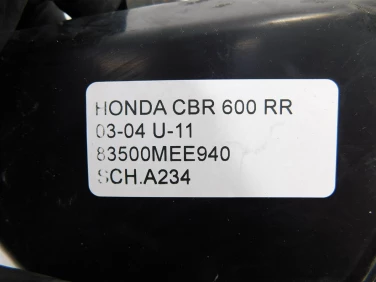 HONDA CBR 600 RR
03-04 U-11
83500MEE940
SCH.A234